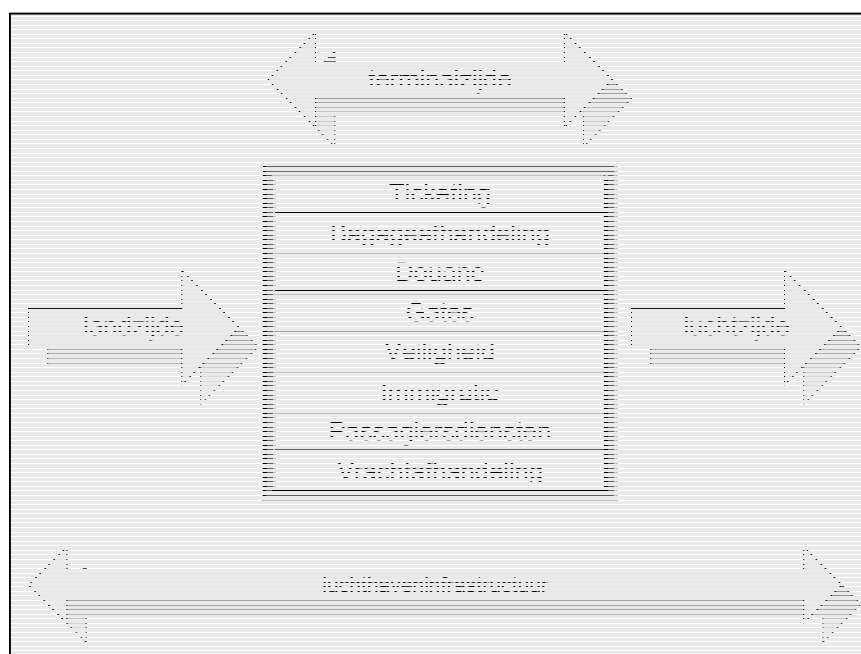 terminalzijde
Ticketing
Bagageafhandeling
Douane
Gates
landzijde
luchtzijde
Veiligheid
Immigratie
Passagiersdiensten
Vrachtafhandeling
luchthaveninfrastructuur